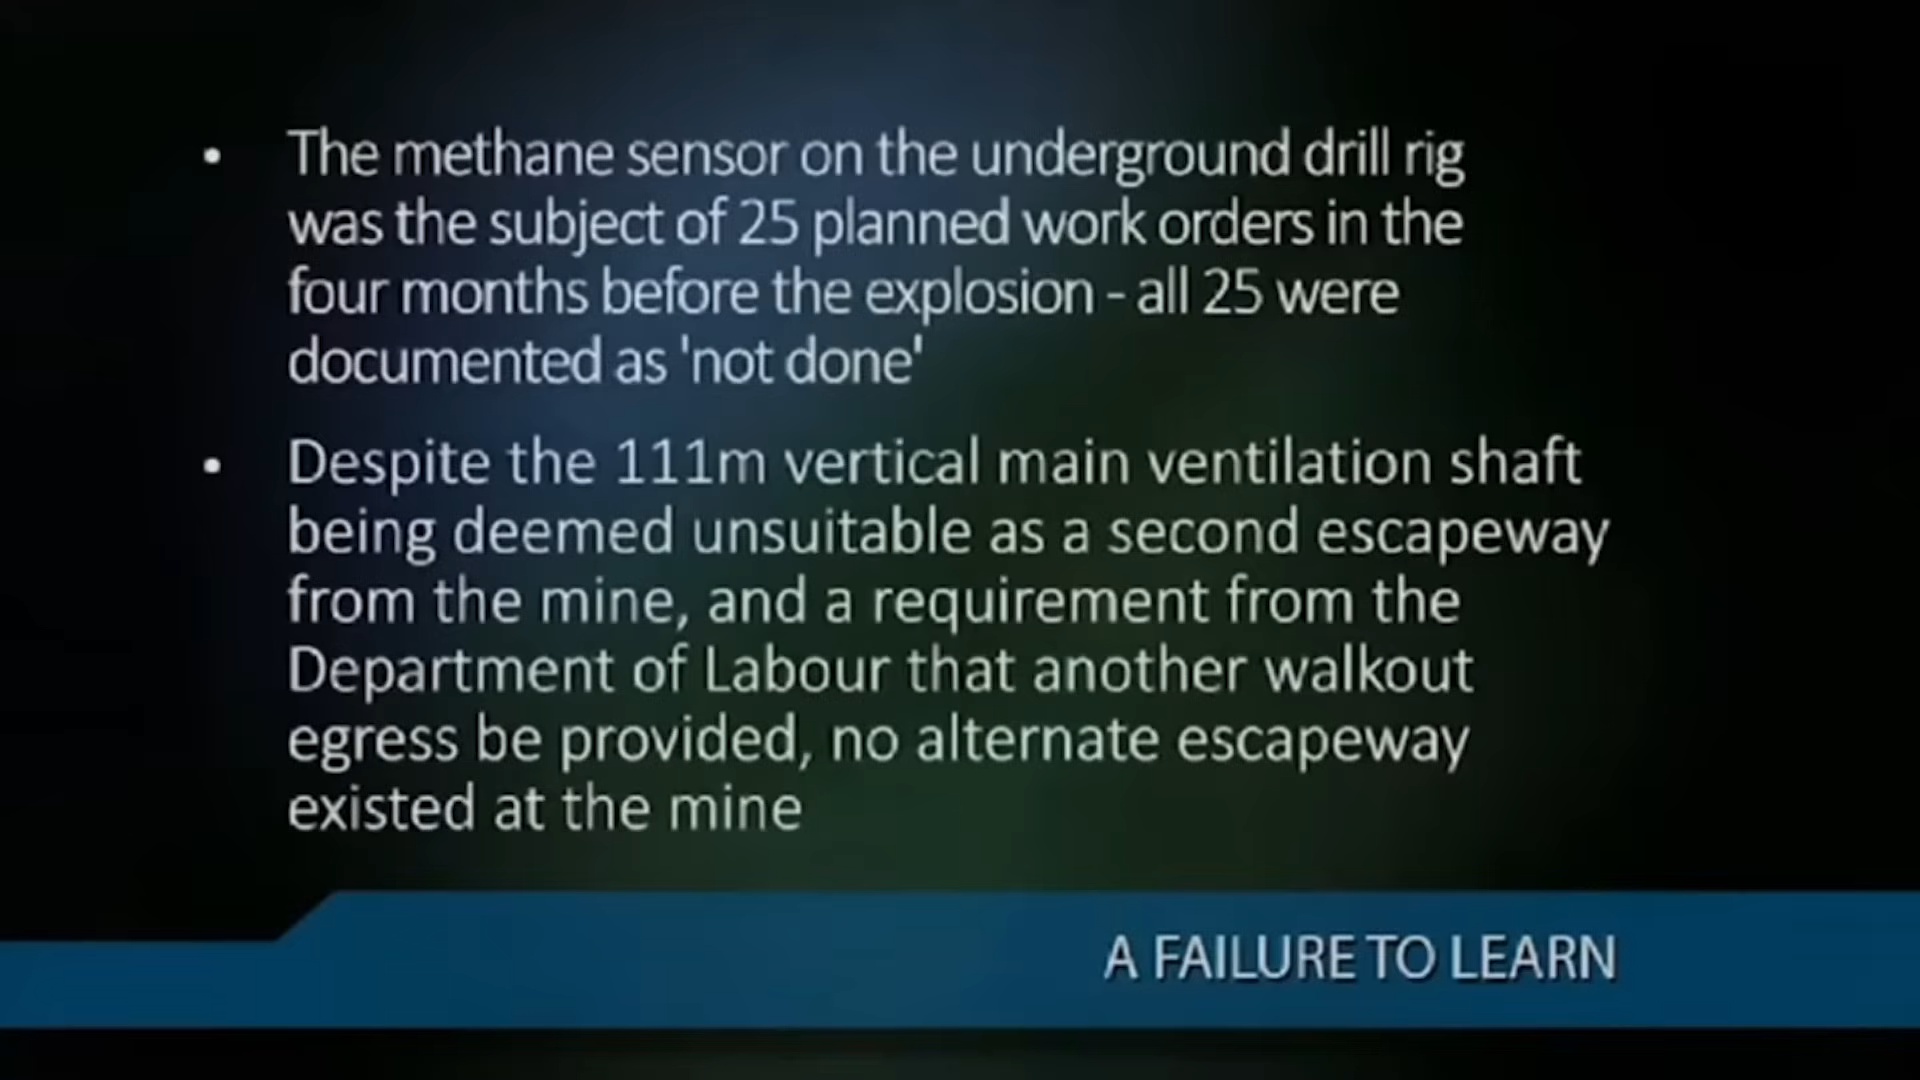 • The methane sensor on the underground drill rig
was the subject of 25 planned work orders in the
four months before the explosion - all 25 were
documented as 'not done'
• Despite the 111m vertical main ventilation shaft
being deemed unsuitable as a second escapeway
from the mine, and a requirement from the
Department of Labour that another walkout
egress be provided, no alternate escapeway
existed at the mine
A FAILURE TO LEARN